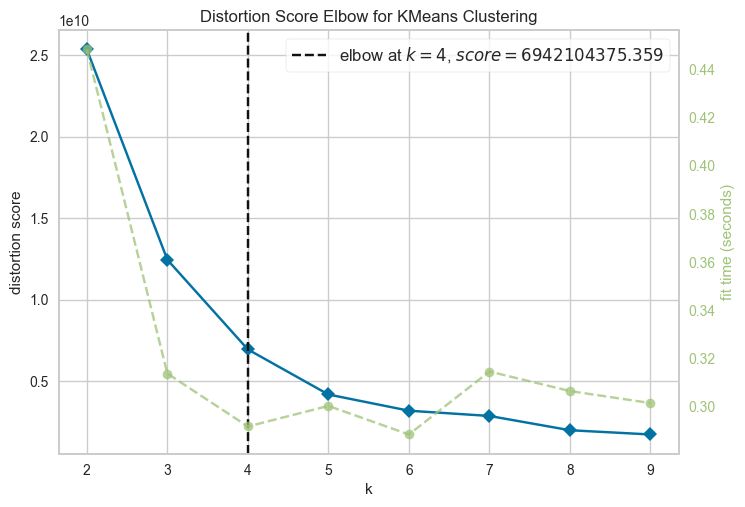 Distortion Score Elbow for KMeans Clustering
1e10
elbow at k = 4, score = 6942104375.359
2.5
2.0
1.5
1.0
0.5
distortion score
0.44
0.42
0.40
0.38
0.36
0.34
0.32
0.30
fit time (seconds)
2 3 4 5 6 7 8 9
k